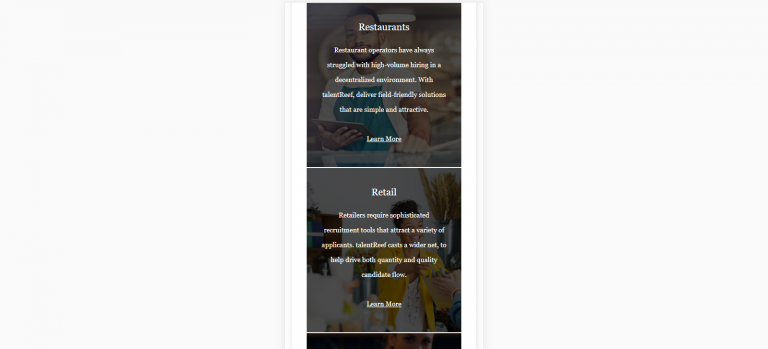 Restaurants
Restaurant operators have always
struggled with high-volume hiring in a
decentralized environment. With
talentReef, deliver field-friendly solutions
that are simple and attractive.
Learn More
Retail
Retailers require sophisticated
recruitment tools that attract a variety of
applicants. talentReef casts a wider net, to
help drive both quantity and quality
candidate flow.
Learn More